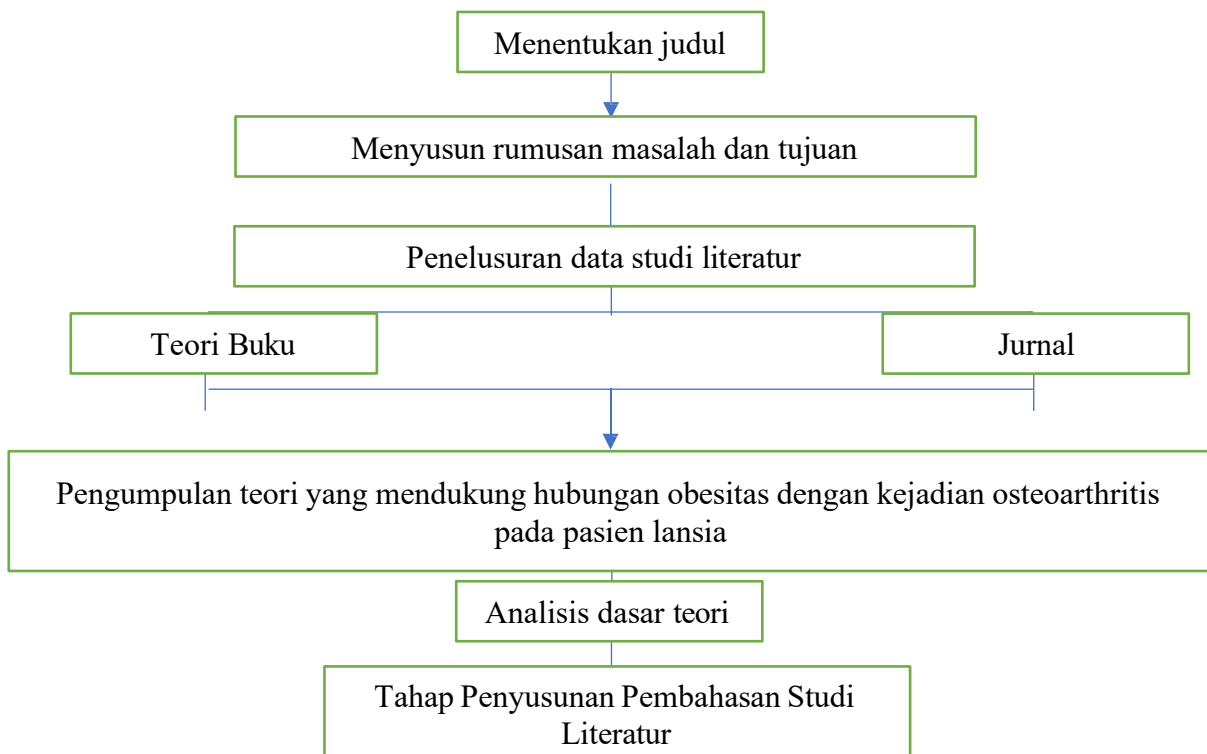 Menentukan judul
Menyusun rumusan masalah dan tujuan
Penelusuran data studi literatur
Teori Buku
Jurnal
Pengumpulan teori yang mendukung hubungan obesitas dengan kejadian osteoarthritis
pada pasien lansia
Analisis dasar teori
Tahap Penyusunan Pembahasan Studi
Literatur